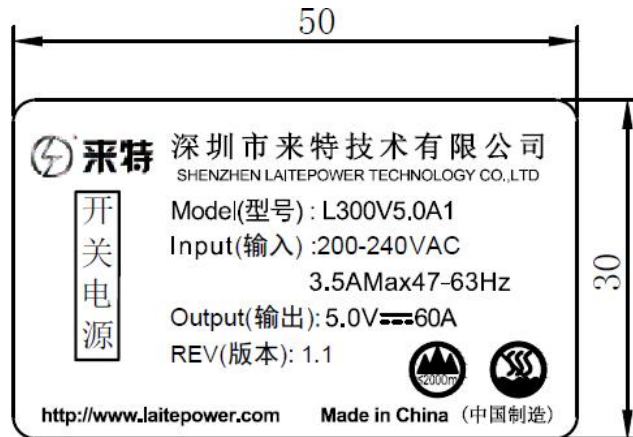 50
来特 深圳市来特技术有限公司
SHENZHEN LAITEPOWER TECHNOLOGY CO.,LTD
开关电源
Model(型号) : L300V5.0A1
Input(输入) :200-240VAC
3.5AMax47-63Hz
Output(输出): 5.0V⎓60A
REV(版本): 1.1
≤2000m
http://www.laitepower.com Made in China (中国制造)
30